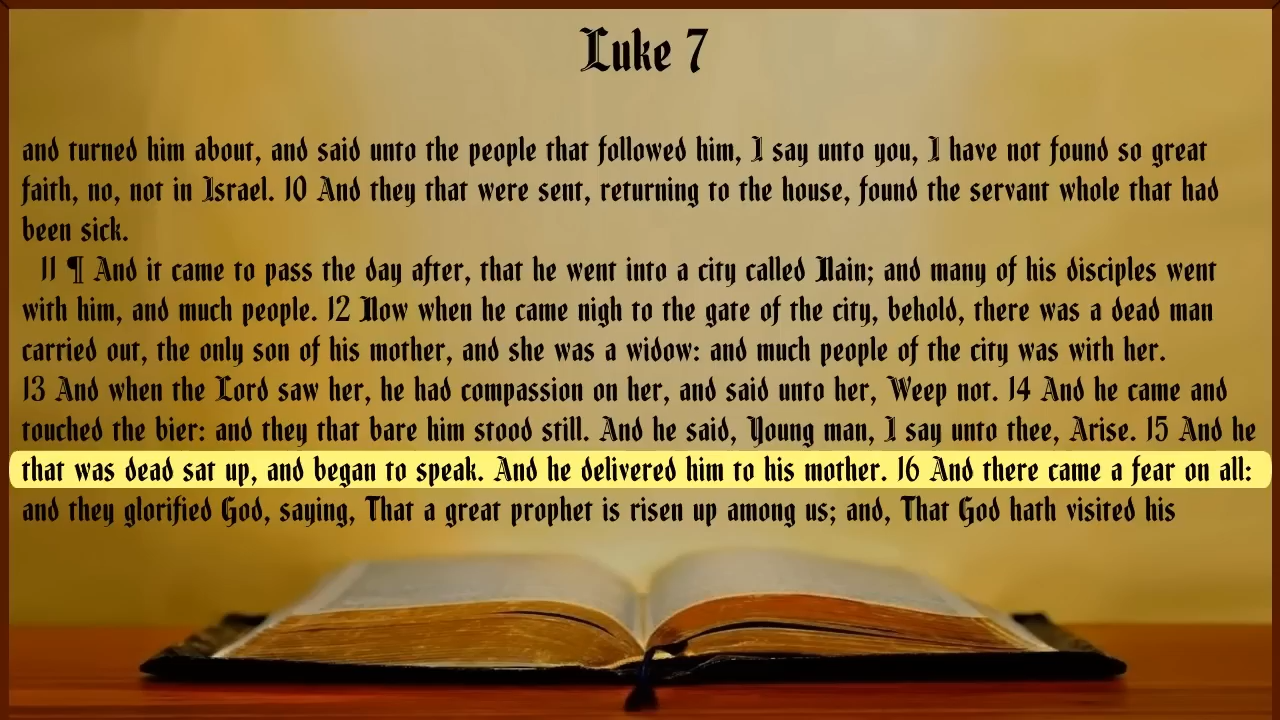 Luke 7
and turned him about, and said unto the people that followed him, I say unto you, I have not found so great
faith, no, not in Israel. 10 And they that were sent, returning to the house, found the servant whole that had
been sick.
11 ¶ And it came to pass the day after, that he went into a city called Nain; and many of his disciples went
with him, and much people. 12 Now when he came nigh to the gate of the city, behold, there was a dead man
carried out, the only son of his mother, and she was a widow: and much people of the city was with her.
13 And when the Lord saw her, he had compassion on her, and said unto her, Weep not. 14 And he came and
touched the bier: and they that bare him stood still. And he said, Young man, I say unto thee, Arise. 15 And he
that was dead sat up, and began to speak. And he delivered him to his mother. 16 And there came a fear on all:
and they glorified God, saying, That a great prophet is risen up among us; and, That God hath visited his